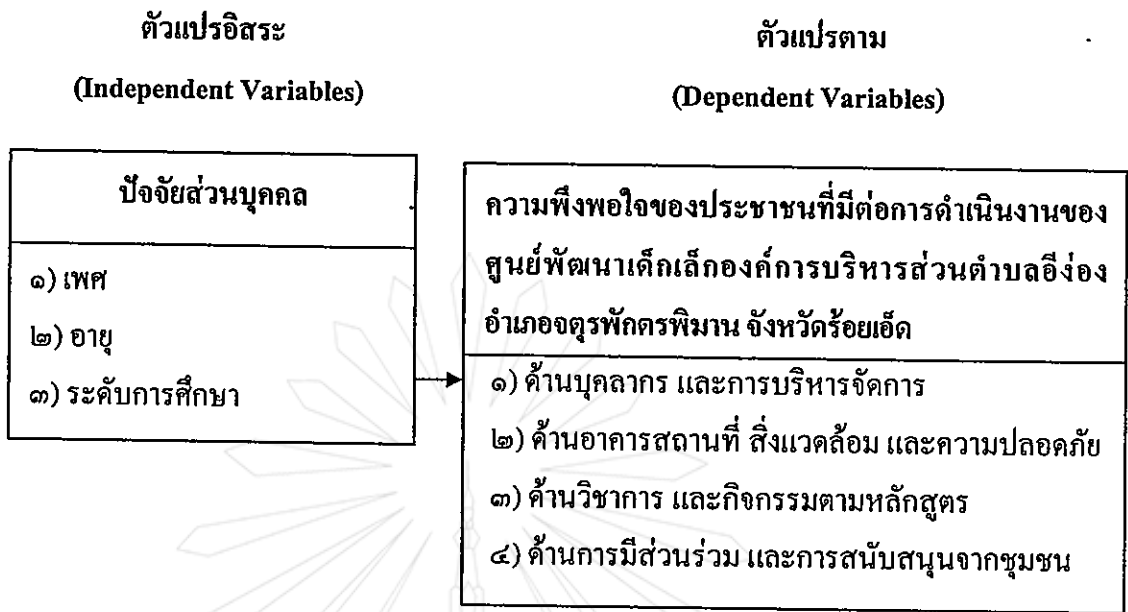 ตัวแปรอิสระ
(Independent Variables)
ปัจจัยส่วนบุคคล
๑) เพศ
๒) อายุ
๓) ระดับการศึกษา
ตัวแปรตาม
(Dependent Variables)
ความพึงพอใจของประชาชนที่มีต่อการดำเนินงานของ
ศูนย์พัฒนาเด็กเล็กองค์การบริหารส่วนตำบลอีง่อง
อำเภอจตุรพักตรพิมาน จังหวัดร้อยเอ็ด
๑) ด้านบุคลากร และการบริหารจัดการ
๒) ด้านอาคารสถานที่ สิ่งแวดล้อม และความปลอดภัย
๓) ด้านวิชาการ และกิจกรรมตามหลักสูตร
๔) ด้านการมีส่วนร่วม และการสนับสนุนจากชุมชน